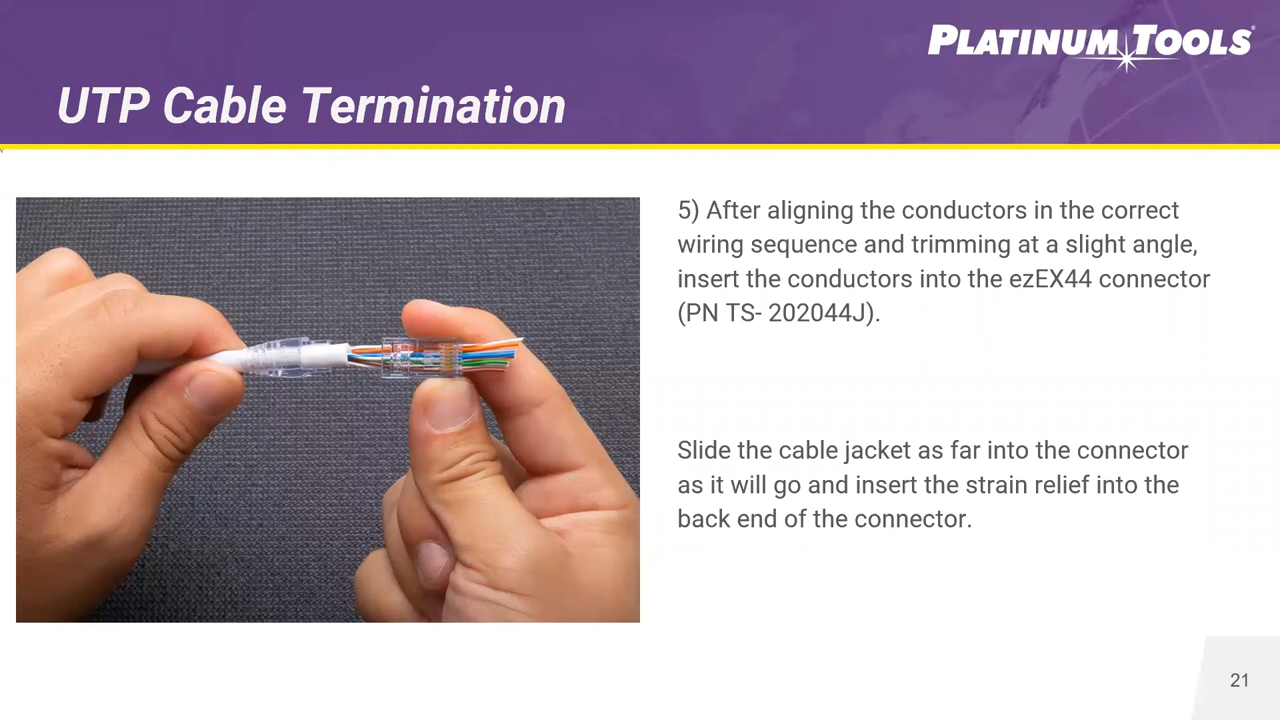 PLATINUM TOOLS
UTP Cable Termination
5) After aligning the conductors in the correct
wiring sequence and trimming at a slight angle,
insert the conductors into the ezEX44 connector
(PN TS- 202044J).
Slide the cable jacket as far into the connector
as it will go and insert the strain relief into the
back end of the connector.
21